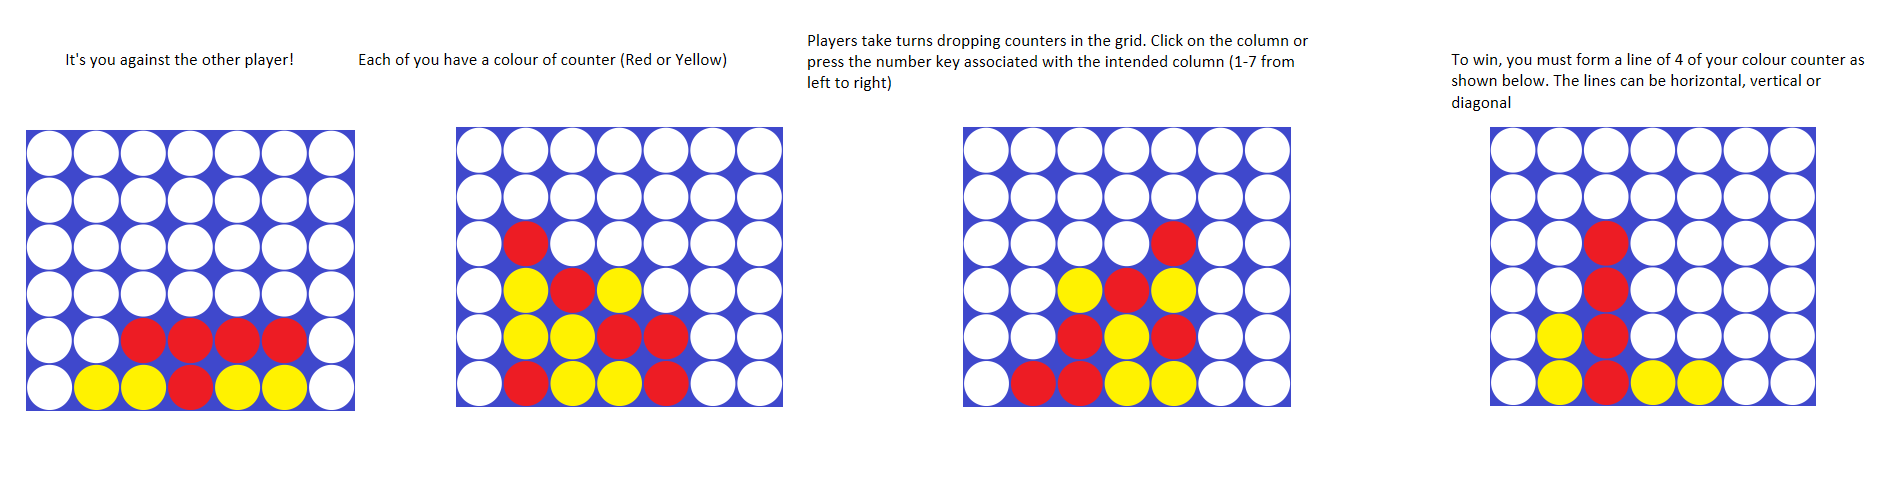 It's you against the other player!
Each of you have a colour of counter (Red or Yellow)
Players take turns dropping counters in the grid. Click on the column or
press the number key associated with the intended column (1-7 from
left to right)
To win, you must form a line of 4 of your colour counter as
shown below. The lines can be horizontal, vertical or
diagonal